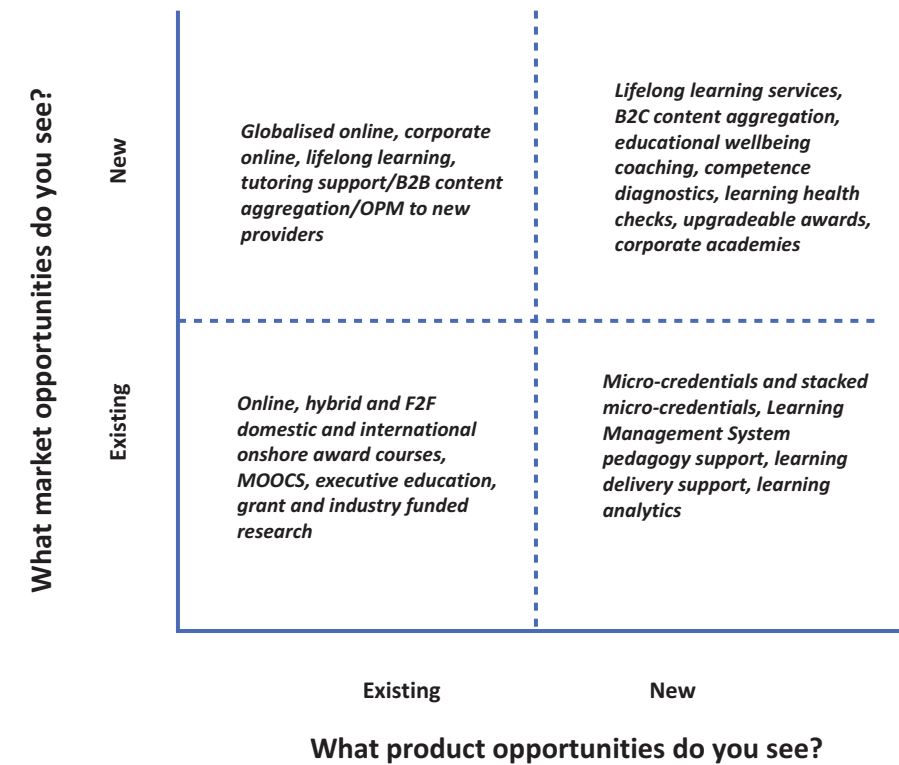 What market opportunities do you see?
New
Globalised online, corporate
online, lifelong learning,
tutoring support/B2B content
aggregation/OPM to new
providers
Lifelong learning services,
B2C content aggregation,
educational wellbeing
coaching, competence
diagnostics, learning health
checks, upgradeable awards,
corporate academies
Existing
Online, hybrid and F2F
domestic and international
onshore award courses,
MOOCS, executive education,
grant and industry funded
research
Micro-credentials and stacked
micro-credentials, Learning
Management System
pedagogy support, learning
delivery support, learning
analytics
Existing
New
What product opportunities do you see?